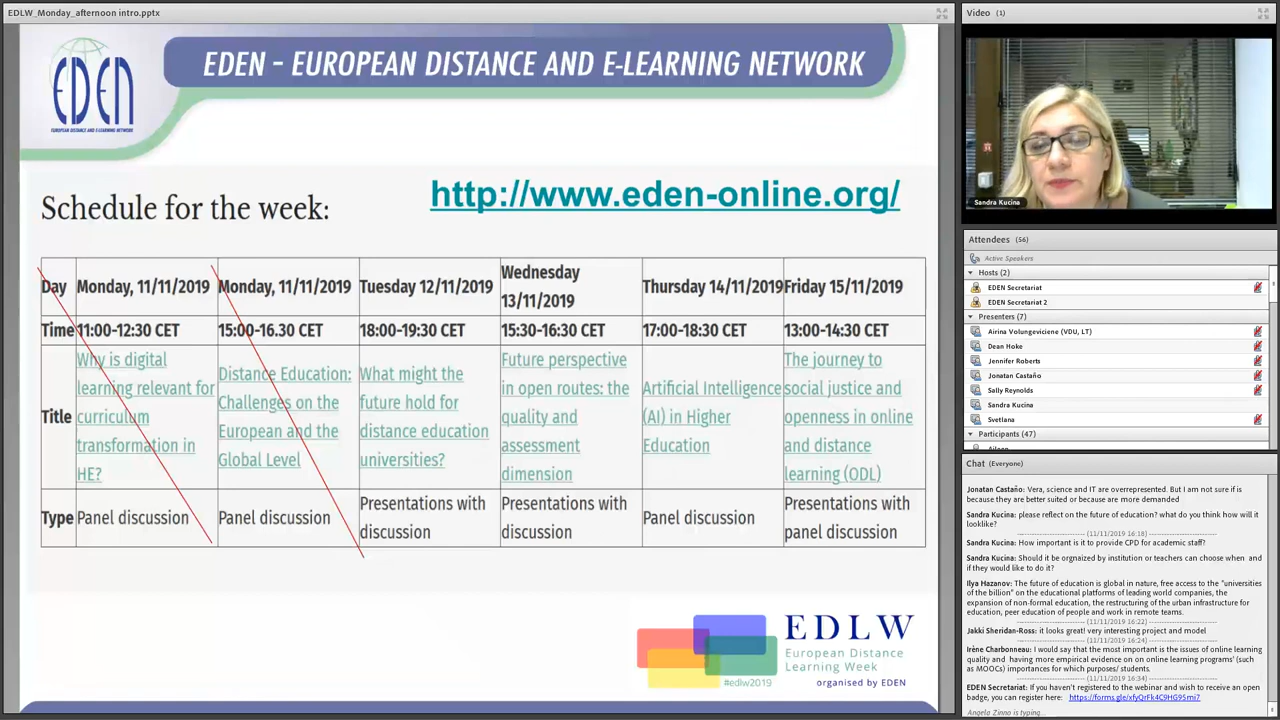 EDLW_Monday_afternoon intro.pptx
EDEN
EUROPEAN DISTANCE AND E-LEARNING NETWORK
EDEN - EUROPEAN DISTANCE AND E-LEARNING NETWORK
Schedule for the week:
http://www.eden-online.org/
Day
Monday, 11/11/2019
Monday, 11/11/2019
Tuesday 12/11/2019
Wednesday
13/11/2019
Thursday 14/11/2019
Friday 15/11/2019
Time
11:00-12:30 CET
15:00-16.30 CET
18:00-19:30 CET
15:30-16:30 CET
17:00-18:30 CET
13:00-14:30 CET
Title
Why is digital
learning relevant for
curriculum
transformation in
HE?
Distance Education:
Challenges on the
European and the
Global Level
What might the
future hold for
distance education
universities?
Future perspective
in open routes: the
quality and
assessment
dimension
Artificial Intelligence
(AI) in Higher
Education
The journey to
social justice and
openness in online
and distance
learning (ODL)
Type
Panel discussion
Panel discussion
Presentations with
discussion
Presentations with
discussion
Panel discussion
Presentations with
panel discussion
EDLW
European Distance
Learning Week
#edlw2019
organised by EDEN
Video (1)
Sandra Kucina
Attendees (56)
Active Speakers
Hosts (2)
EDEN Secretariat
EDEN Secretariat 2
Presenters (7)
Airina Volungeviciene (VDU, LT)
Dean Hoke
Jennifer Roberts
Jonatan Castaño
Sally Reynolds
Sandra Kucina
Svetlana
Participants (47)
Aileen
Chat (Everyone)
Jonatan Castaño: Vera, science and IT are overrepresented. But I am not sure if is
because they are better suited or because are more demanded
Sandra Kucina: please reflect on the future of education? what do you think how will it
looklike?
(11/11/2019 16:18)
Sandra Kucina: How important is it to provide CPD for academic staff?
Sandra Kucina: Should it be orgnaized by institution or teachers can choose when and
if they would like to do it?
Ilya Hazanov: The future of education is global in nature, free access to the "universities
of the billion" on the educational platforms of leading world companies, the
expansion of non-formal education, the restructuring of the urban infrastructure for
education, peer education of people and work in remote teams.
(11/11/2019 16:22)
Jakki Sheridan-Ross: it looks great! very interesting project and model
(11/11/2019 16:24)
Irène Charbonneau: I would say that the most important is the issues of online learning
quality and having more empirical evidence on on online learning programs' (such
as MOOCs) importances for which purposes/ students.
(11/11/2019 16:34)
EDEN Secretariat: If you haven't registered to the webinar and wish to receive an open
badge, you can register here: https://forms.gle/xfyQrFk4C9HG95mi7
Angela Zinno is typing...